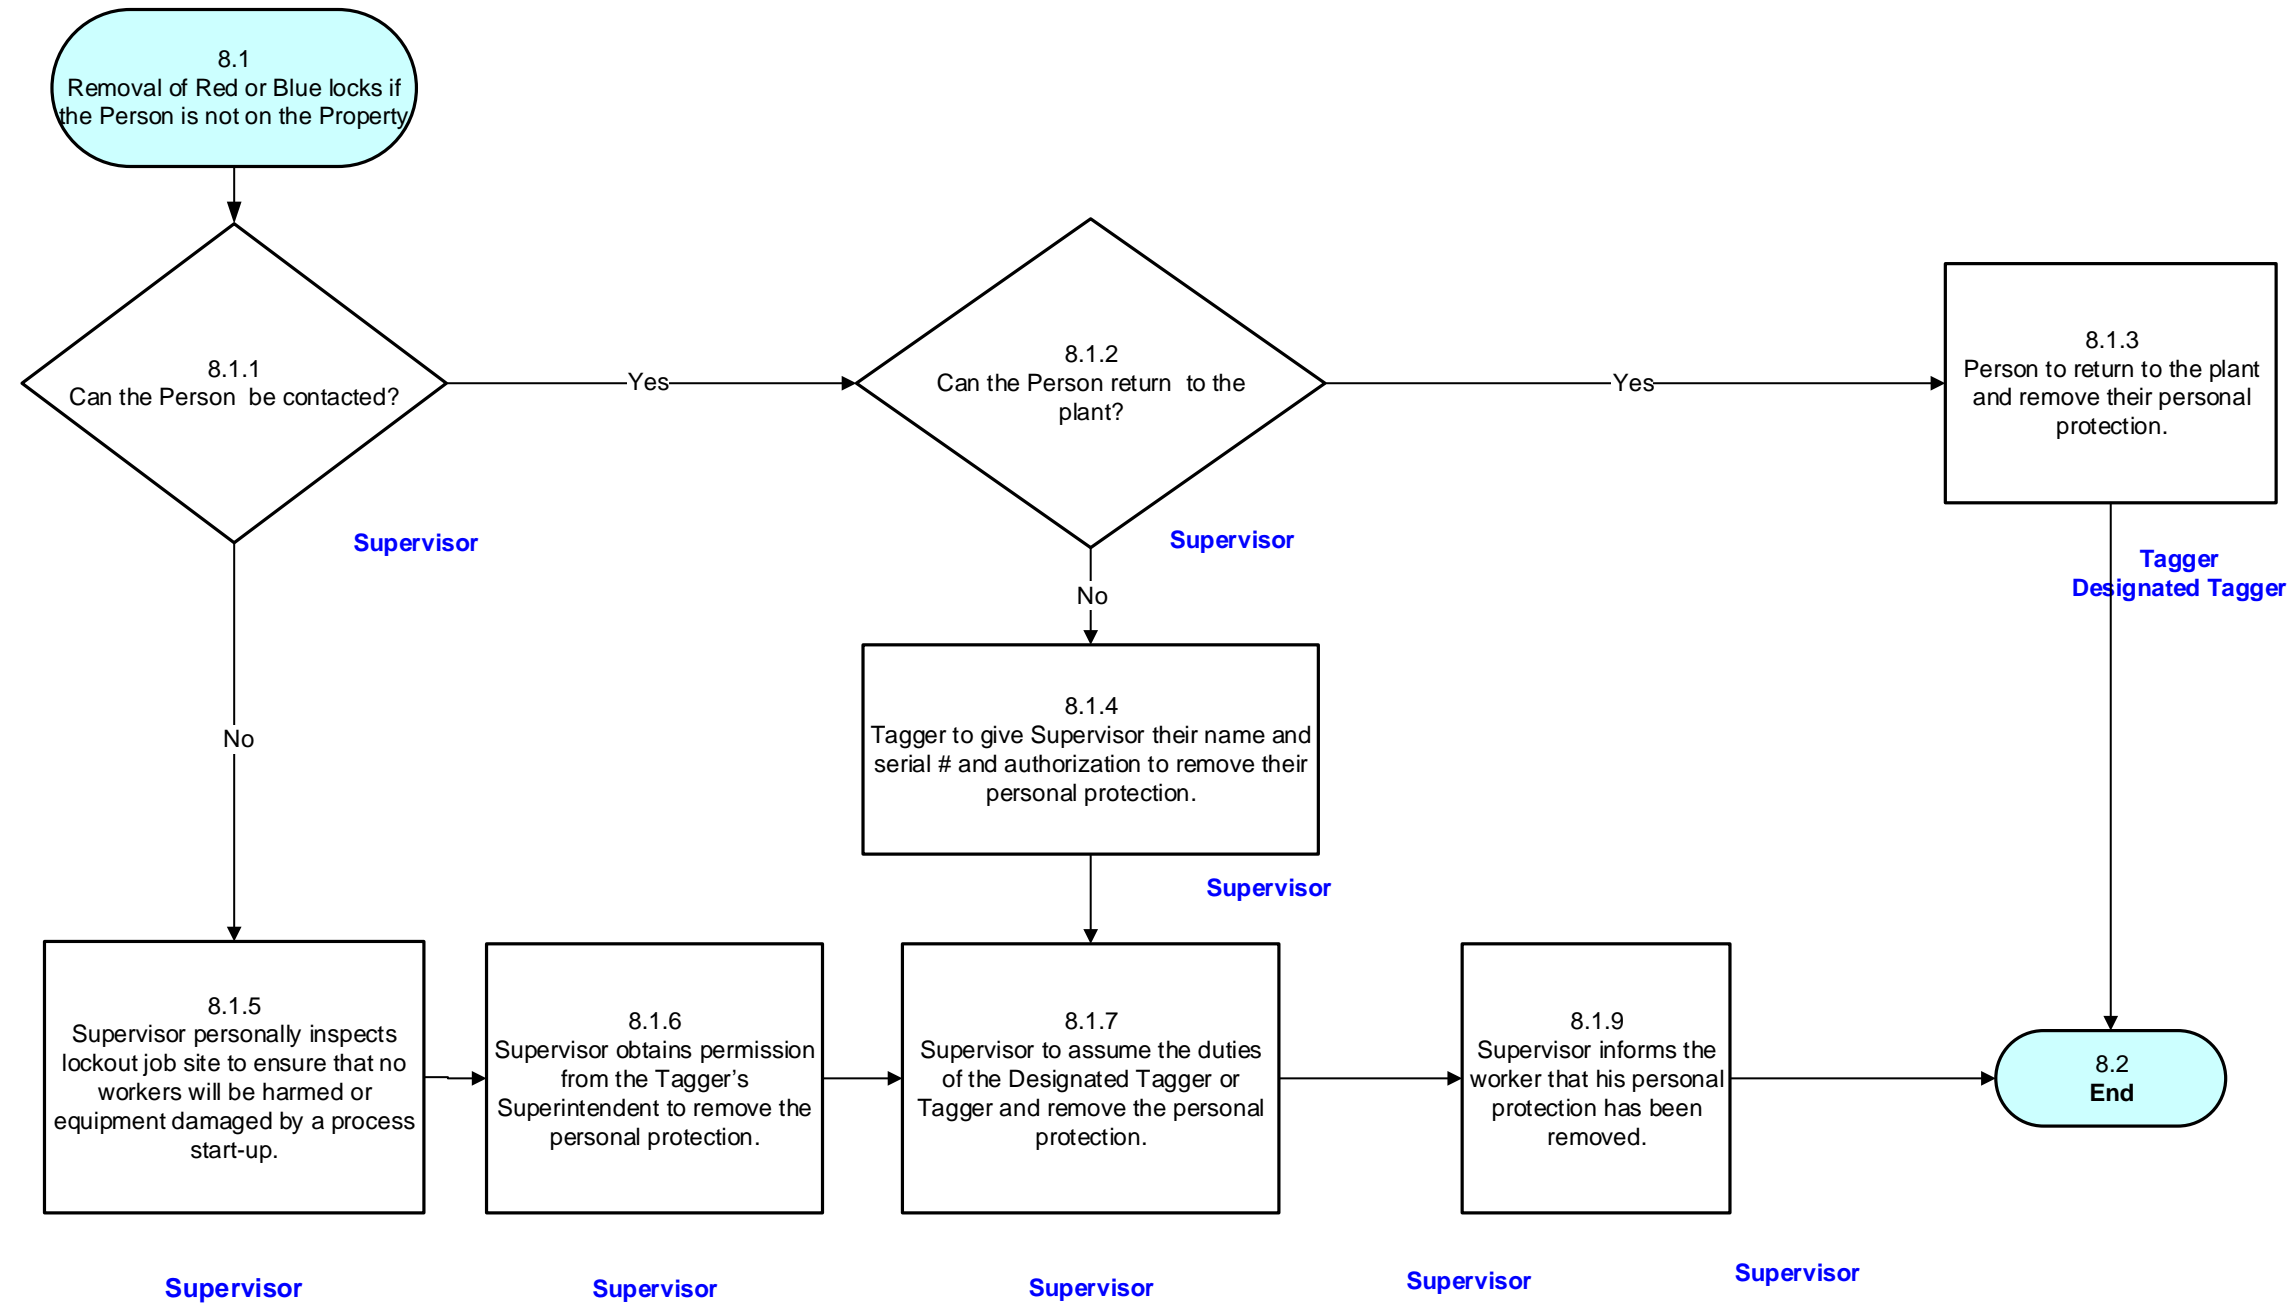 8.1
Removal of Red or Blue locks if
the Person is not on the Property
8.1.1
Can the Person be contacted?
Yes
8.1.2
Can the Person return to the
plant?
Yes
8.1.3
Person to return to the plant
and remove their personal
protection.
Supervisor
Supervisor
Tagger
Designated Tagger
No
No
8.1.4
Tagger to give Supervisor their name and
serial # and authorization to remove their
personal protection.
Supervisor
8.1.5
Supervisor personally inspects
lockout job site to ensure that no
workers will be harmed or
equipment damaged by a process
start-up.
8.1.6
Supervisor obtains permission
from the Tagger’s
Superintendent to remove the
personal protection.
8.1.7
Supervisor to assume the duties
of the Designated Tagger or
Tagger and remove the personal
protection.
8.1.9
Supervisor informs the
worker that his personal
protection has been
removed.
8.2
End
Supervisor
Supervisor
Supervisor
Supervisor
Supervisor